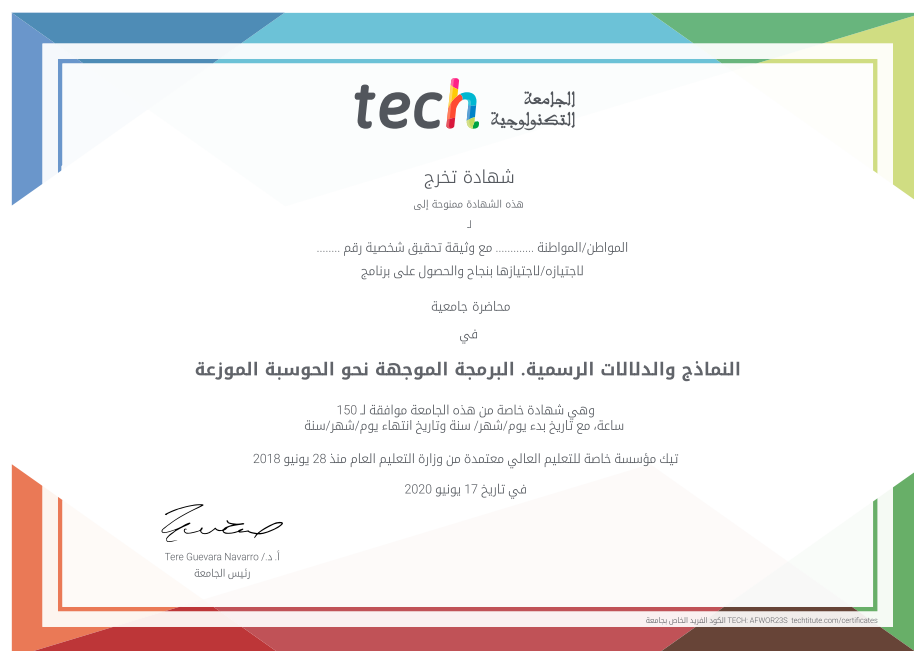 tech الجامعة التكنولوجية
شهادة تخرج
هذه الشهادة ممنوحة إلى
لـ
المواطن/المواطنة ............ مع وثيقة تحقيق شخصية رقم ........
لاجتيازه/لاجتيازها بنجاح والحصول على برنامج
محاضرة جامعية
في
النماذج والدلالات الرسمية. البرمجة الموجهة نحو الحوسبة الموزعة
وهي شهادة خاصة من هذه الجامعة موافقة لـ 150
ساعة، مع تاريخ بدء يوم/شهر/ سنة وتاريخ انتهاء يوم/شهر/سنة
تيك مؤسسة خاصة للتعليم العالي معتمدة من وزارة التعليم العام منذ 28 يونيو 2018
في تاريخ 17 يونيو 2020
أ. د./ Tere Guevara Navarro
رئيس الجامعة
الكود الفريد الخاص بجامعة TECH: AFWOR23S techtitute.com/certificates